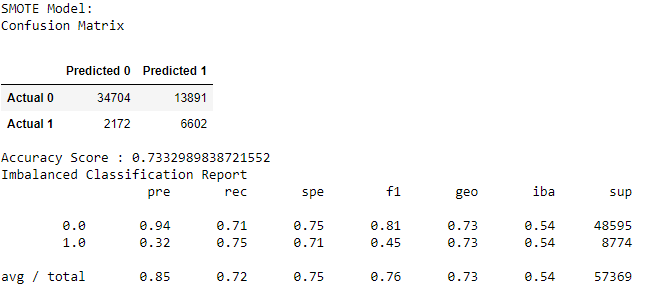 SMOTE Model:
Confusion Matrix
Predicted 0 Predicted 1
Actual 0 34704 13891
Actual 1 2172 6602
Accuracy Score : 0.7332989838721552
Imbalanced Classification Report
pre rec spe f1 geo iba sup
0.0 0.94 0.71 0.75 0.81 0.73 0.54 48595
1.0 0.32 0.75 0.71 0.45 0.73 0.54 8774
avg / total 0.85 0.72 0.75 0.76 0.73 0.54 57369